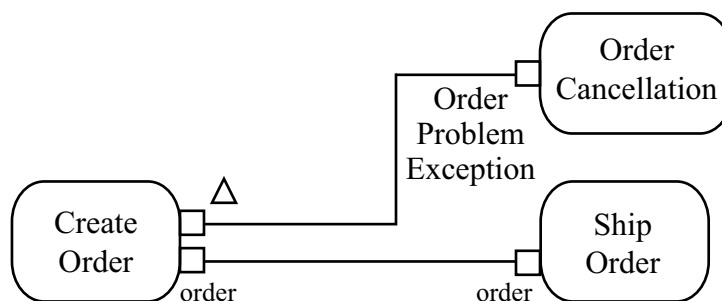 Order
Cancellation
Order
Problem
Exception
Create
Order
Ship
Order
order
order